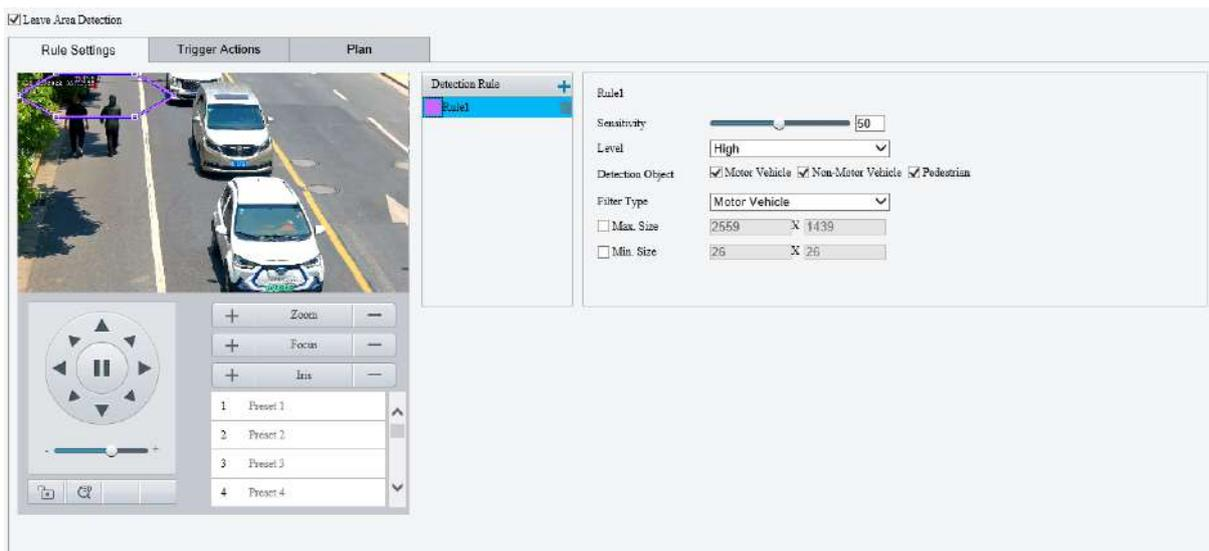 Leave Area Detection
Rule Settings Trigger Actions Plan
Detection Rule
Rule1
Rule1
Sensitivity 50
Level High
Detection Object Motor Vehicle Non-Motor Vehicle Pedestrian
Filter Type Motor Vehicle
Max. Size 2559 X 1439
Min. Size 26 X 26
+ Zoom −
+ Focus −
+ Iris −
1 Preset 1
2 Preset 2
3 Preset 3
4 Preset 4
- +